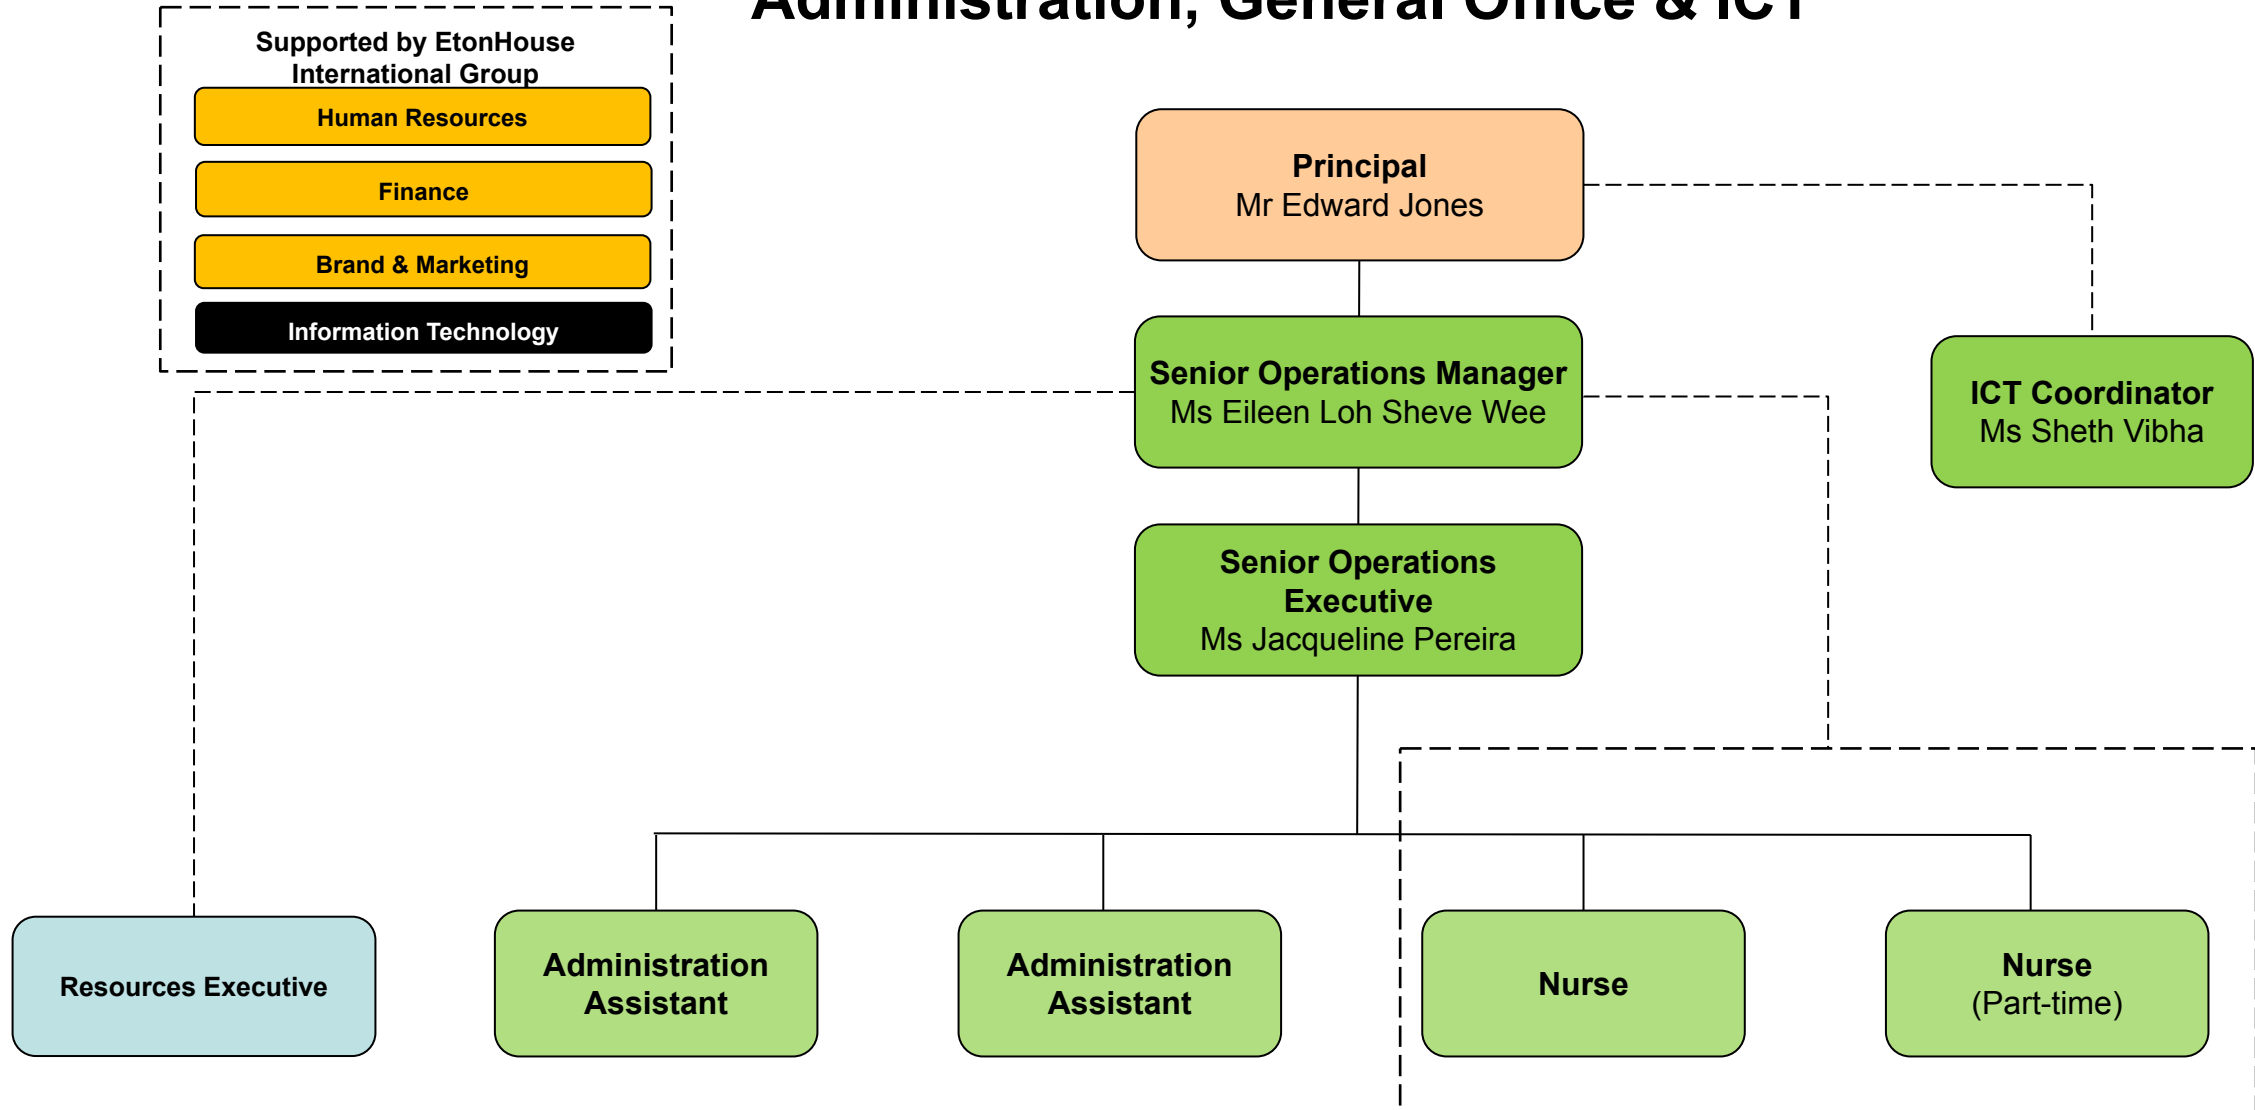 Administration, General Office & ICT
Supported by EtonHouse
International Group
Human Resources
Finance
Brand & Marketing
Information Technology
Principal
Mr Edward Jones
Senior Operations Manager
Ms Eileen Loh Sheve Wee
ICT Coordinator
Ms Sheth Vibha
Senior Operations
Executive
Ms Jacqueline Pereira
Resources Executive
Administration
Assistant
Administration
Assistant
Nurse
Nurse
(Part-time)